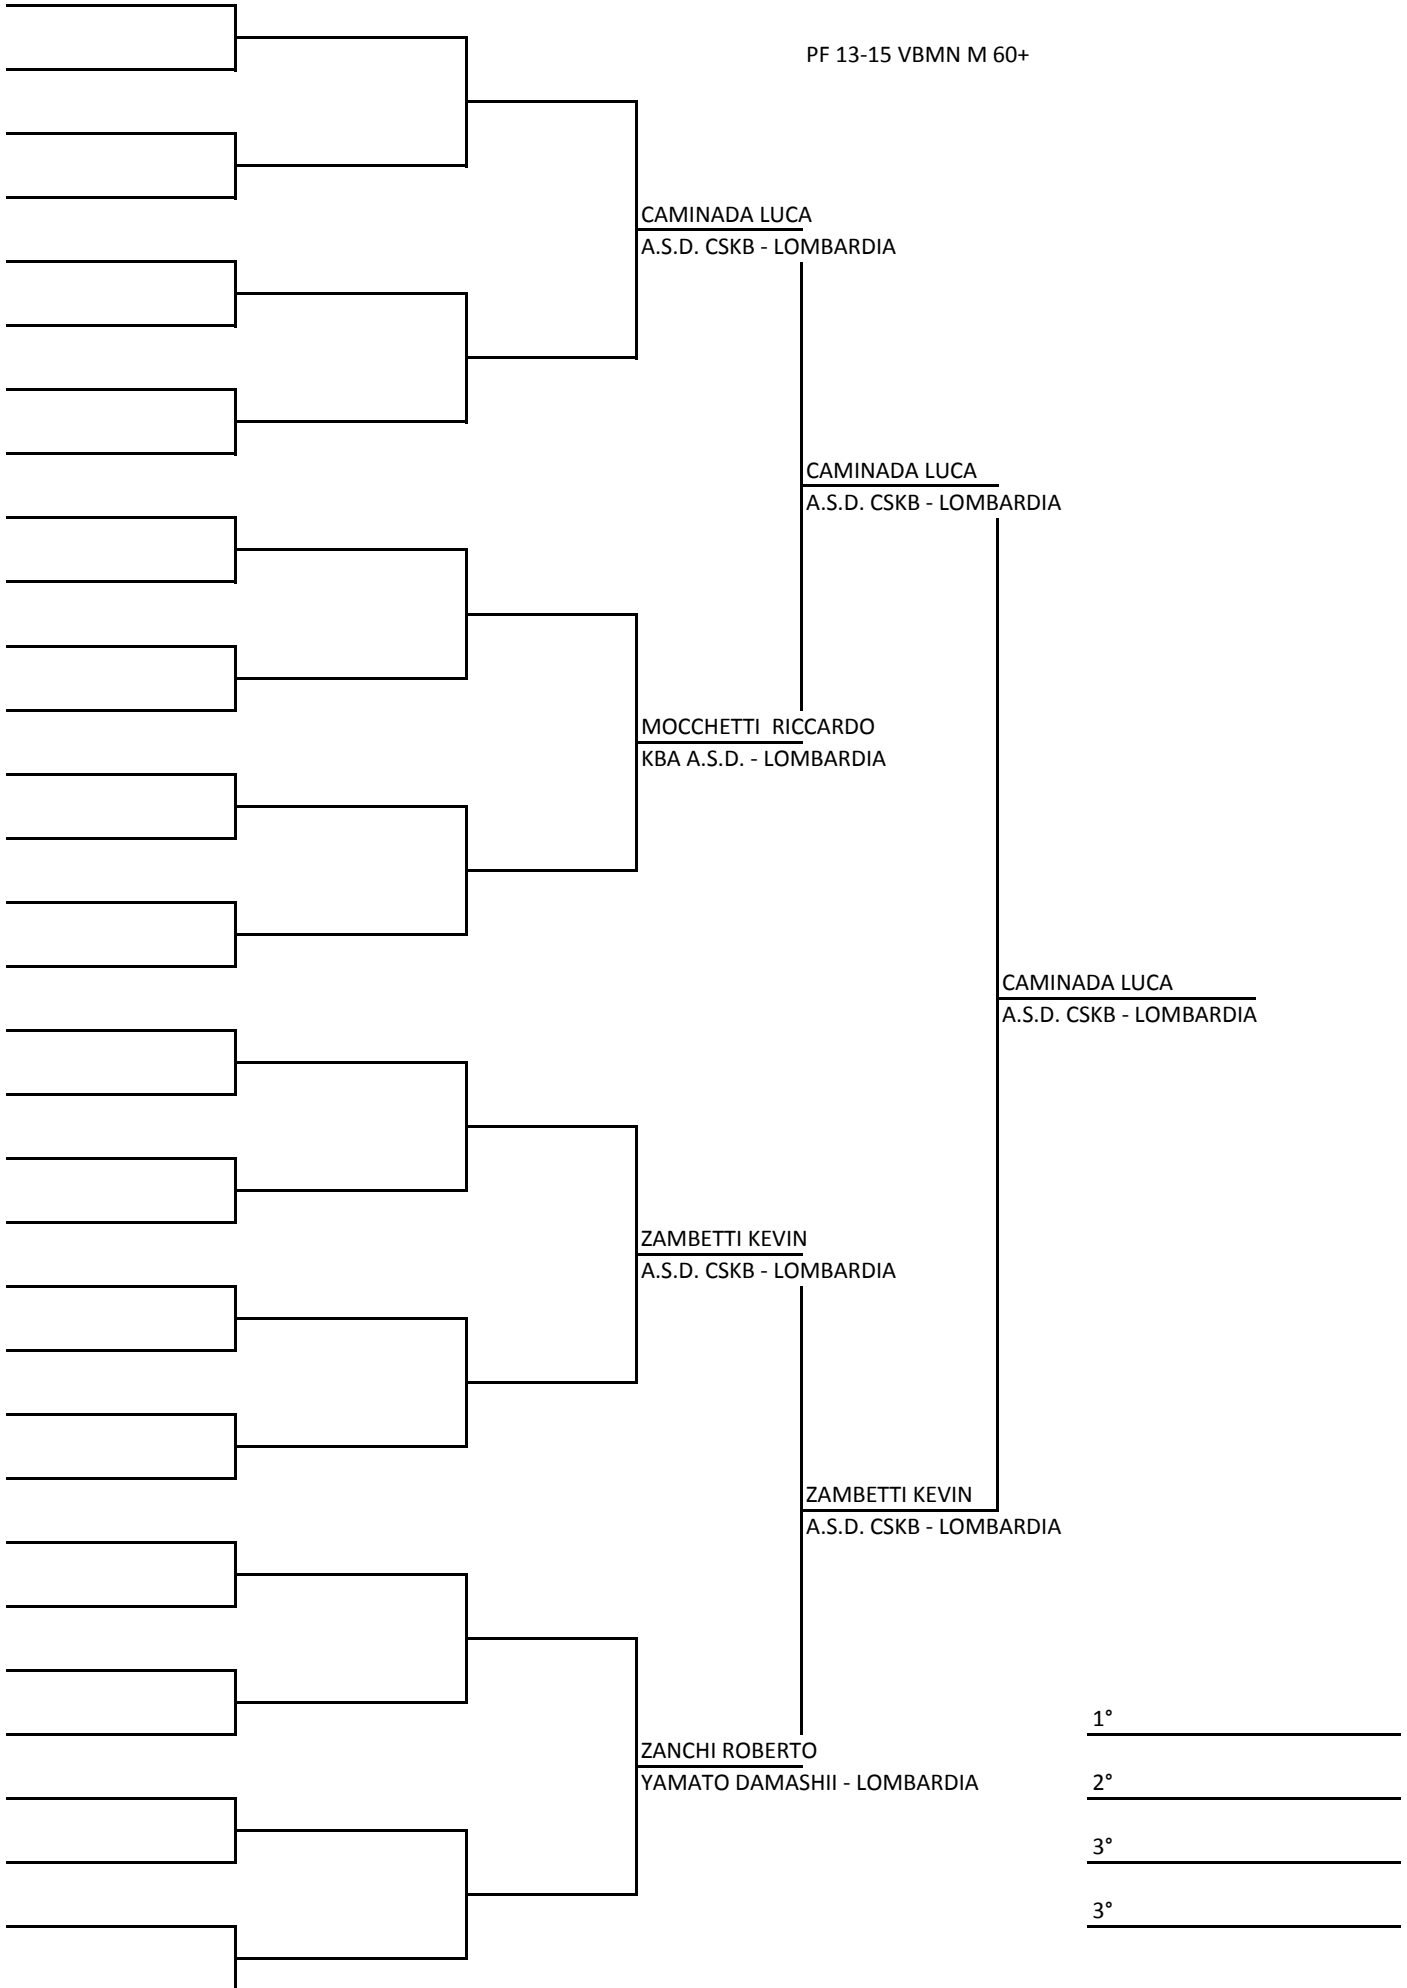 PF 13-15 VBMN M 60+
CAMINADA LUCA
A.S.D. CSKB - LOMBARDIA
CAMINADA LUCA
A.S.D. CSKB - LOMBARDIA
MOCCHETTI  RICCARDO
KBA A.S.D. - LOMBARDIA
CAMINADA LUCA
A.S.D. CSKB - LOMBARDIA
ZAMBETTI KEVIN
A.S.D. CSKB - LOMBARDIA
ZAMBETTI KEVIN
A.S.D. CSKB - LOMBARDIA
ZANCHI ROBERTO
YAMATO DAMASHII - LOMBARDIA
1°
2°
3°
3°